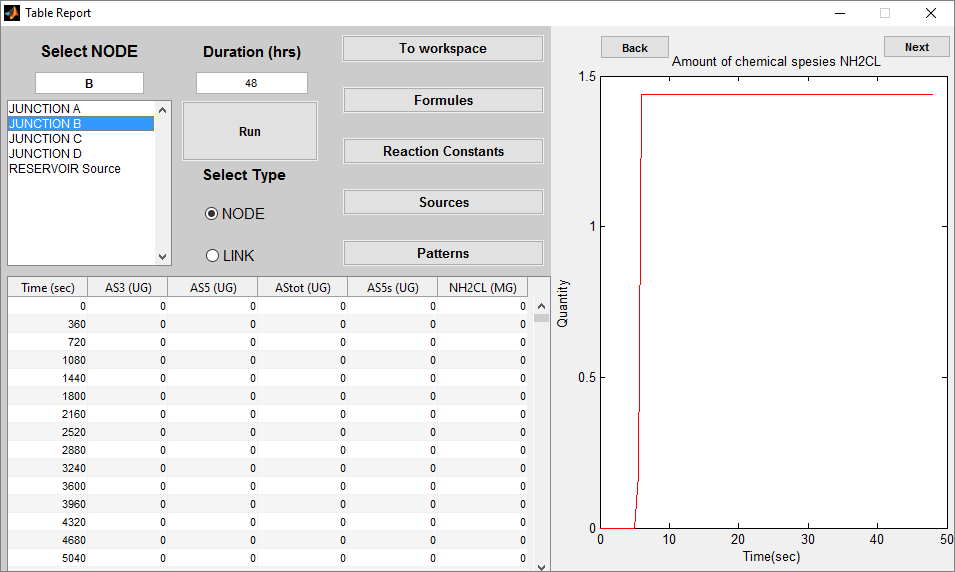 Table Report
Select NODE
B
JUNCTION A
JUNCTION B
JUNCTION C
JUNCTION D
RESERVOIR Source
Duration (hrs)
48
Run
Select Type
NODE
LINK
To workspace
Formules
Reaction Constants
Sources
Patterns
Time (sec) AS3 (UG) AS5 (UG) AStot (UG) AS5s (UG) NH2CL (MG)
0 0 0 0 0 0
360 0 0 0 0 0
720 0 0 0 0 0
1080 0 0 0 0 0
1440 0 0 0 0 0
1800 0 0 0 0 0
2160 0 0 0 0 0
2520 0 0 0 0 0
2880 0 0 0 0 0
3240 0 0 0 0 0
3600 0 0 0 0 0
3960 0 0 0 0 0
4320 0 0 0 0 0
4680 0 0 0 0 0
5040 0 0 0 0 0
Back
Next
Amount of chemical spesies NH2CL
1.5
1
0.5
0
Quantity
0 10 20 30 40 50
Time(sec)